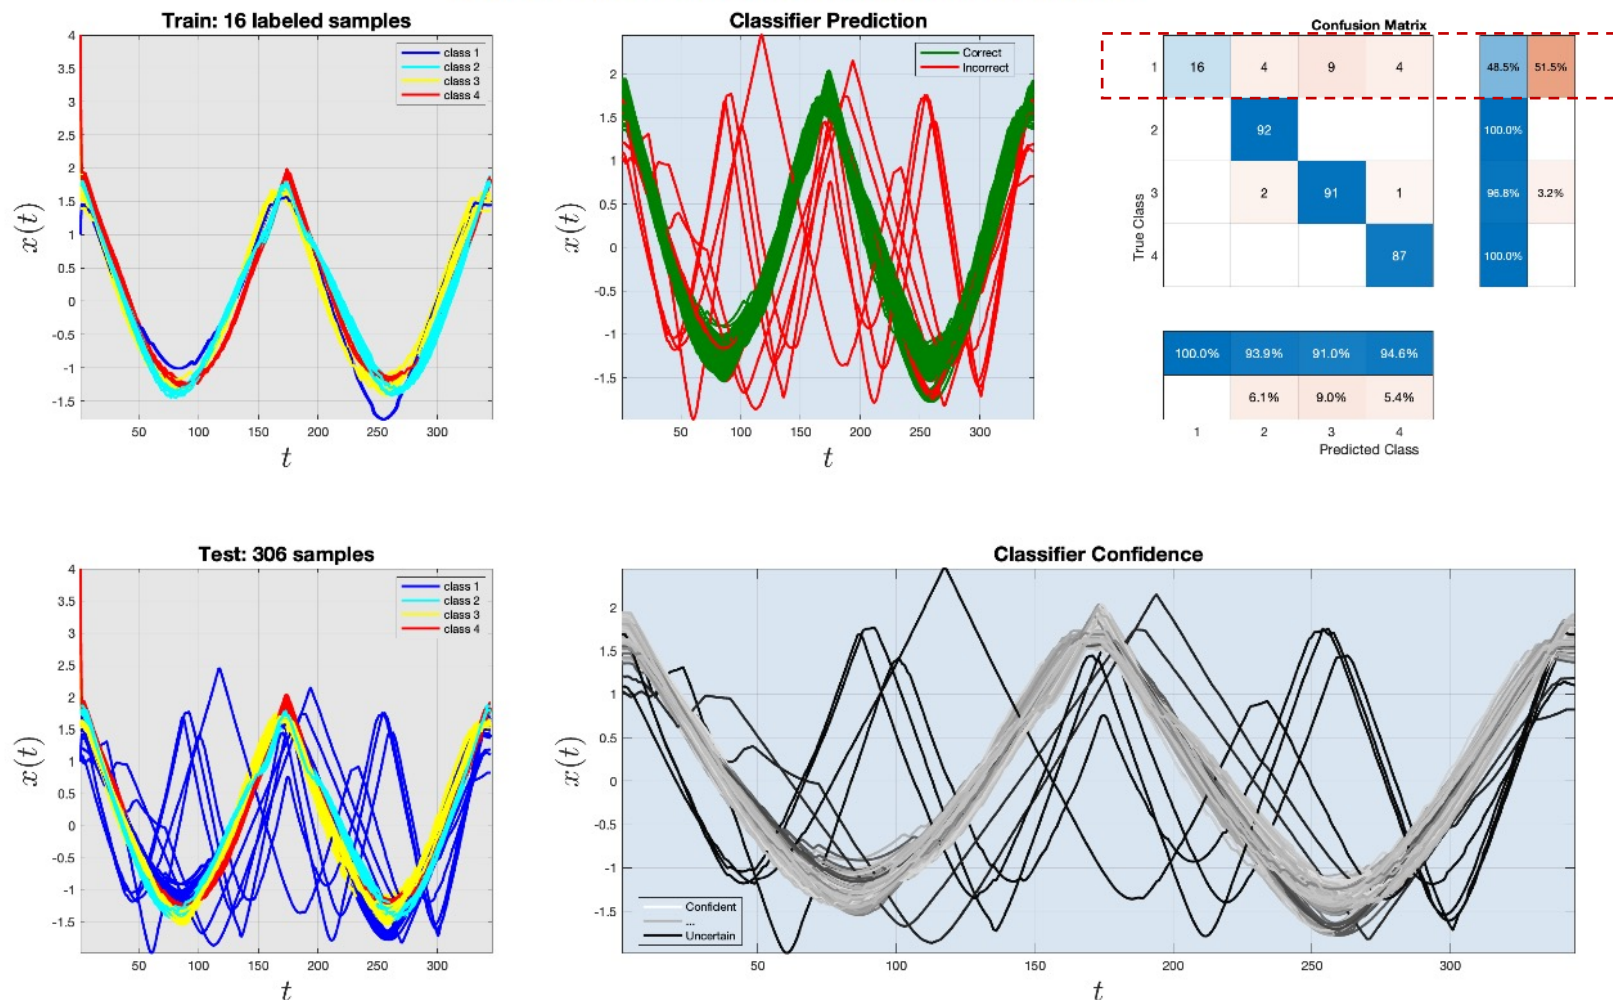 Train: 16 labeled samples
4
3.5
3
2.5
2
1.5
1
0.5
0
-0.5
-1
-1.5
50 100 150 200 250 300
x(t)
t
class 1
class 2
class 3
class 4
Classifier Prediction
2
1.5
1
0.5
0
-0.5
-1
-1.5
50 100 150 200 250 300
x(t)
t
Correct
Incorrect
Confusion Matrix
1 16 4 9 4 48.5% 51.5%
2 92 100.0%
3 2 91 1 96.8% 3.2%
4 87 100.0%
True Class
100.0% 93.9% 91.0% 94.6%
6.1% 9.0% 5.4%
1 2 3 4
Predicted Class
Test: 306 samples
4
3.5
3
2.5
2
1.5
1
0.5
0
-0.5
-1
-1.5
50 100 150 200 250 300
x(t)
t
class 1
class 2
class 3
class 4
Classifier Confidence
2
1.5
1
0.5
0
-0.5
-1
-1.5
50 100 150 200 250 300
x(t)
t
Confident
...
Uncertain